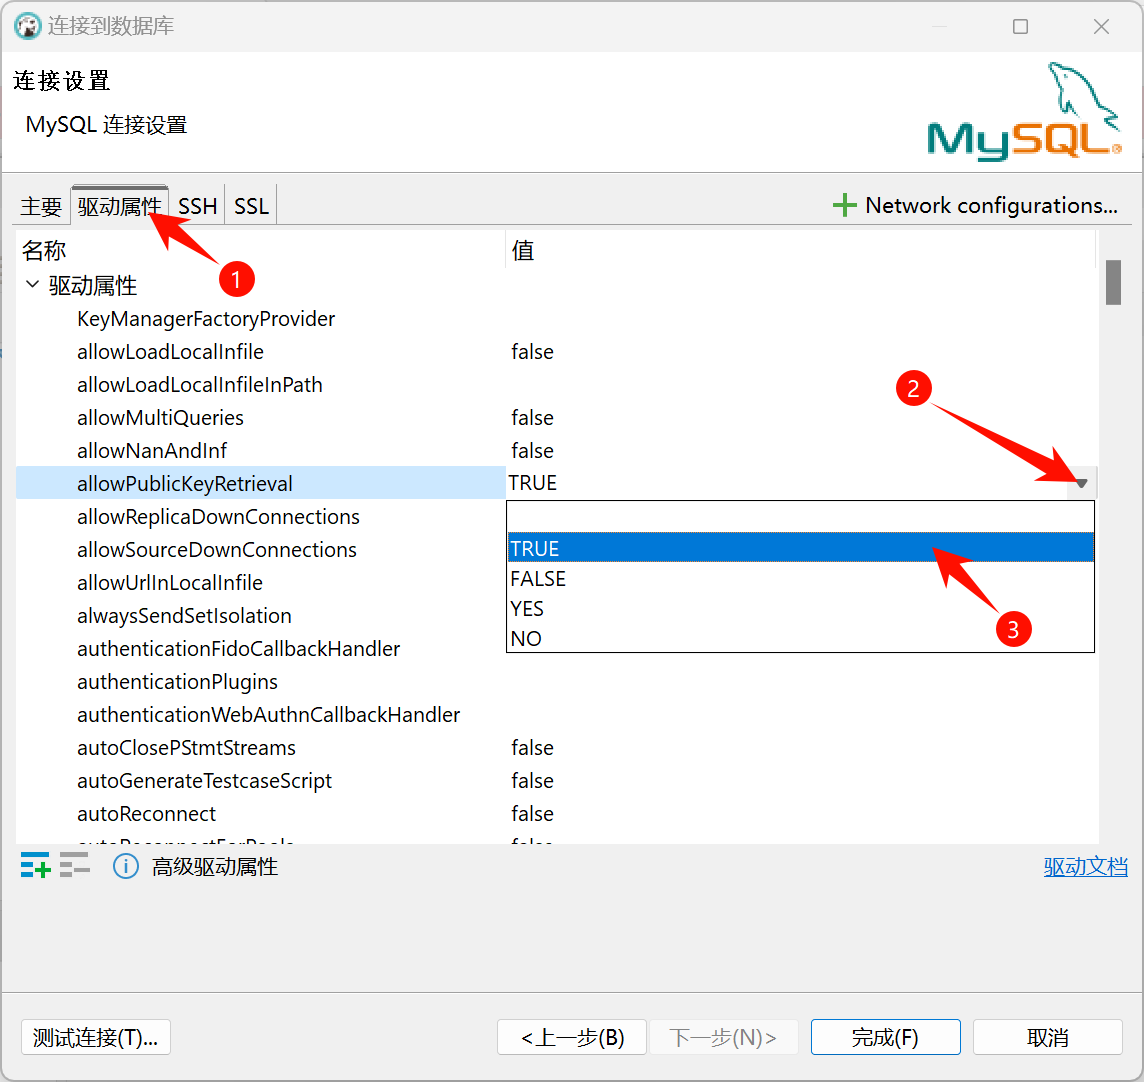 连接到数据库
连接设置
MySQL 连接设置
MySQL®
主要 驱动属性 SSH SSL Network configurations...
名称 值
1
驱动属性
KeyManagerFactoryProvider
allowLoadLocalInfile false
allowLoadLocalInfileInPath
2
allowMultiQueries false
allowNanAndInf false
allowPublicKeyRetrieval TRUE
allowReplicaDownConnections
allowSourceDownConnections TRUE
allowUrlInLocalInfile FALSE
alwaysSendSetIsolation YES
3
authenticationFidoCallbackHandler NO
authenticationPlugins
authenticationWebAuthnCallbackHandler
autoClosePStmtStreams false
autoGenerateTestcaseScript false
autoReconnect false
autoReconnectForPools false
高级驱动属性 驱动文档
测试连接(T)... <上一步(B) 下一步(N)> 完成(F) 取消